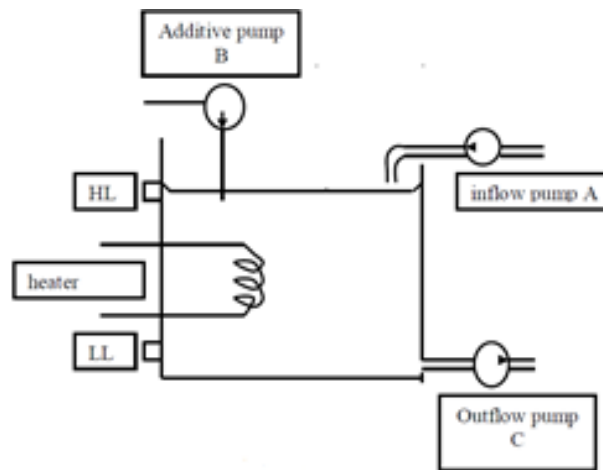 Additive pump
B
HL
inflow pump A
heater
LL
Outflow pump
C